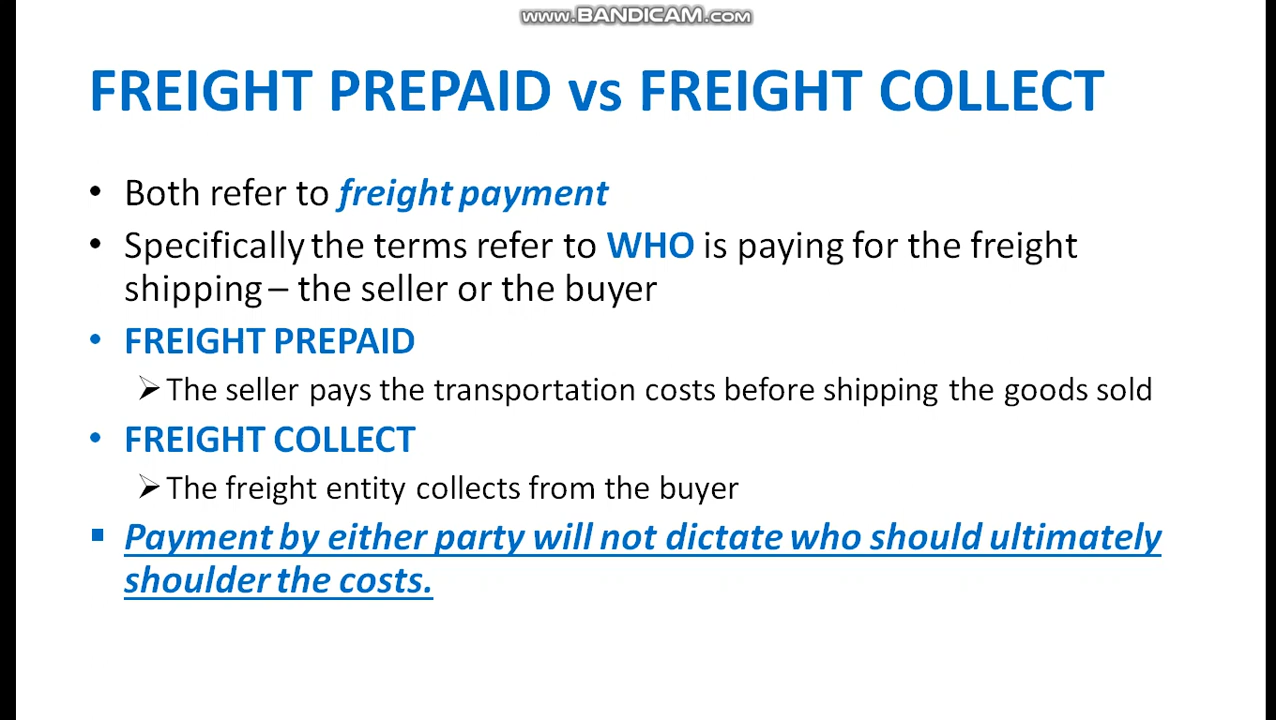 www.BANDICAM.com
FREIGHT PREPAID vs FREIGHT COLLECT
• Both refer to freight payment
• Specifically the terms refer to WHO is paying for the freight
shipping – the seller or the buyer
• FREIGHT PREPAID
➢ The seller pays the transportation costs before shipping the goods sold
• FREIGHT COLLECT
➢ The freight entity collects from the buyer
▪ Payment by either party will not dictate who should ultimately
shoulder the costs.